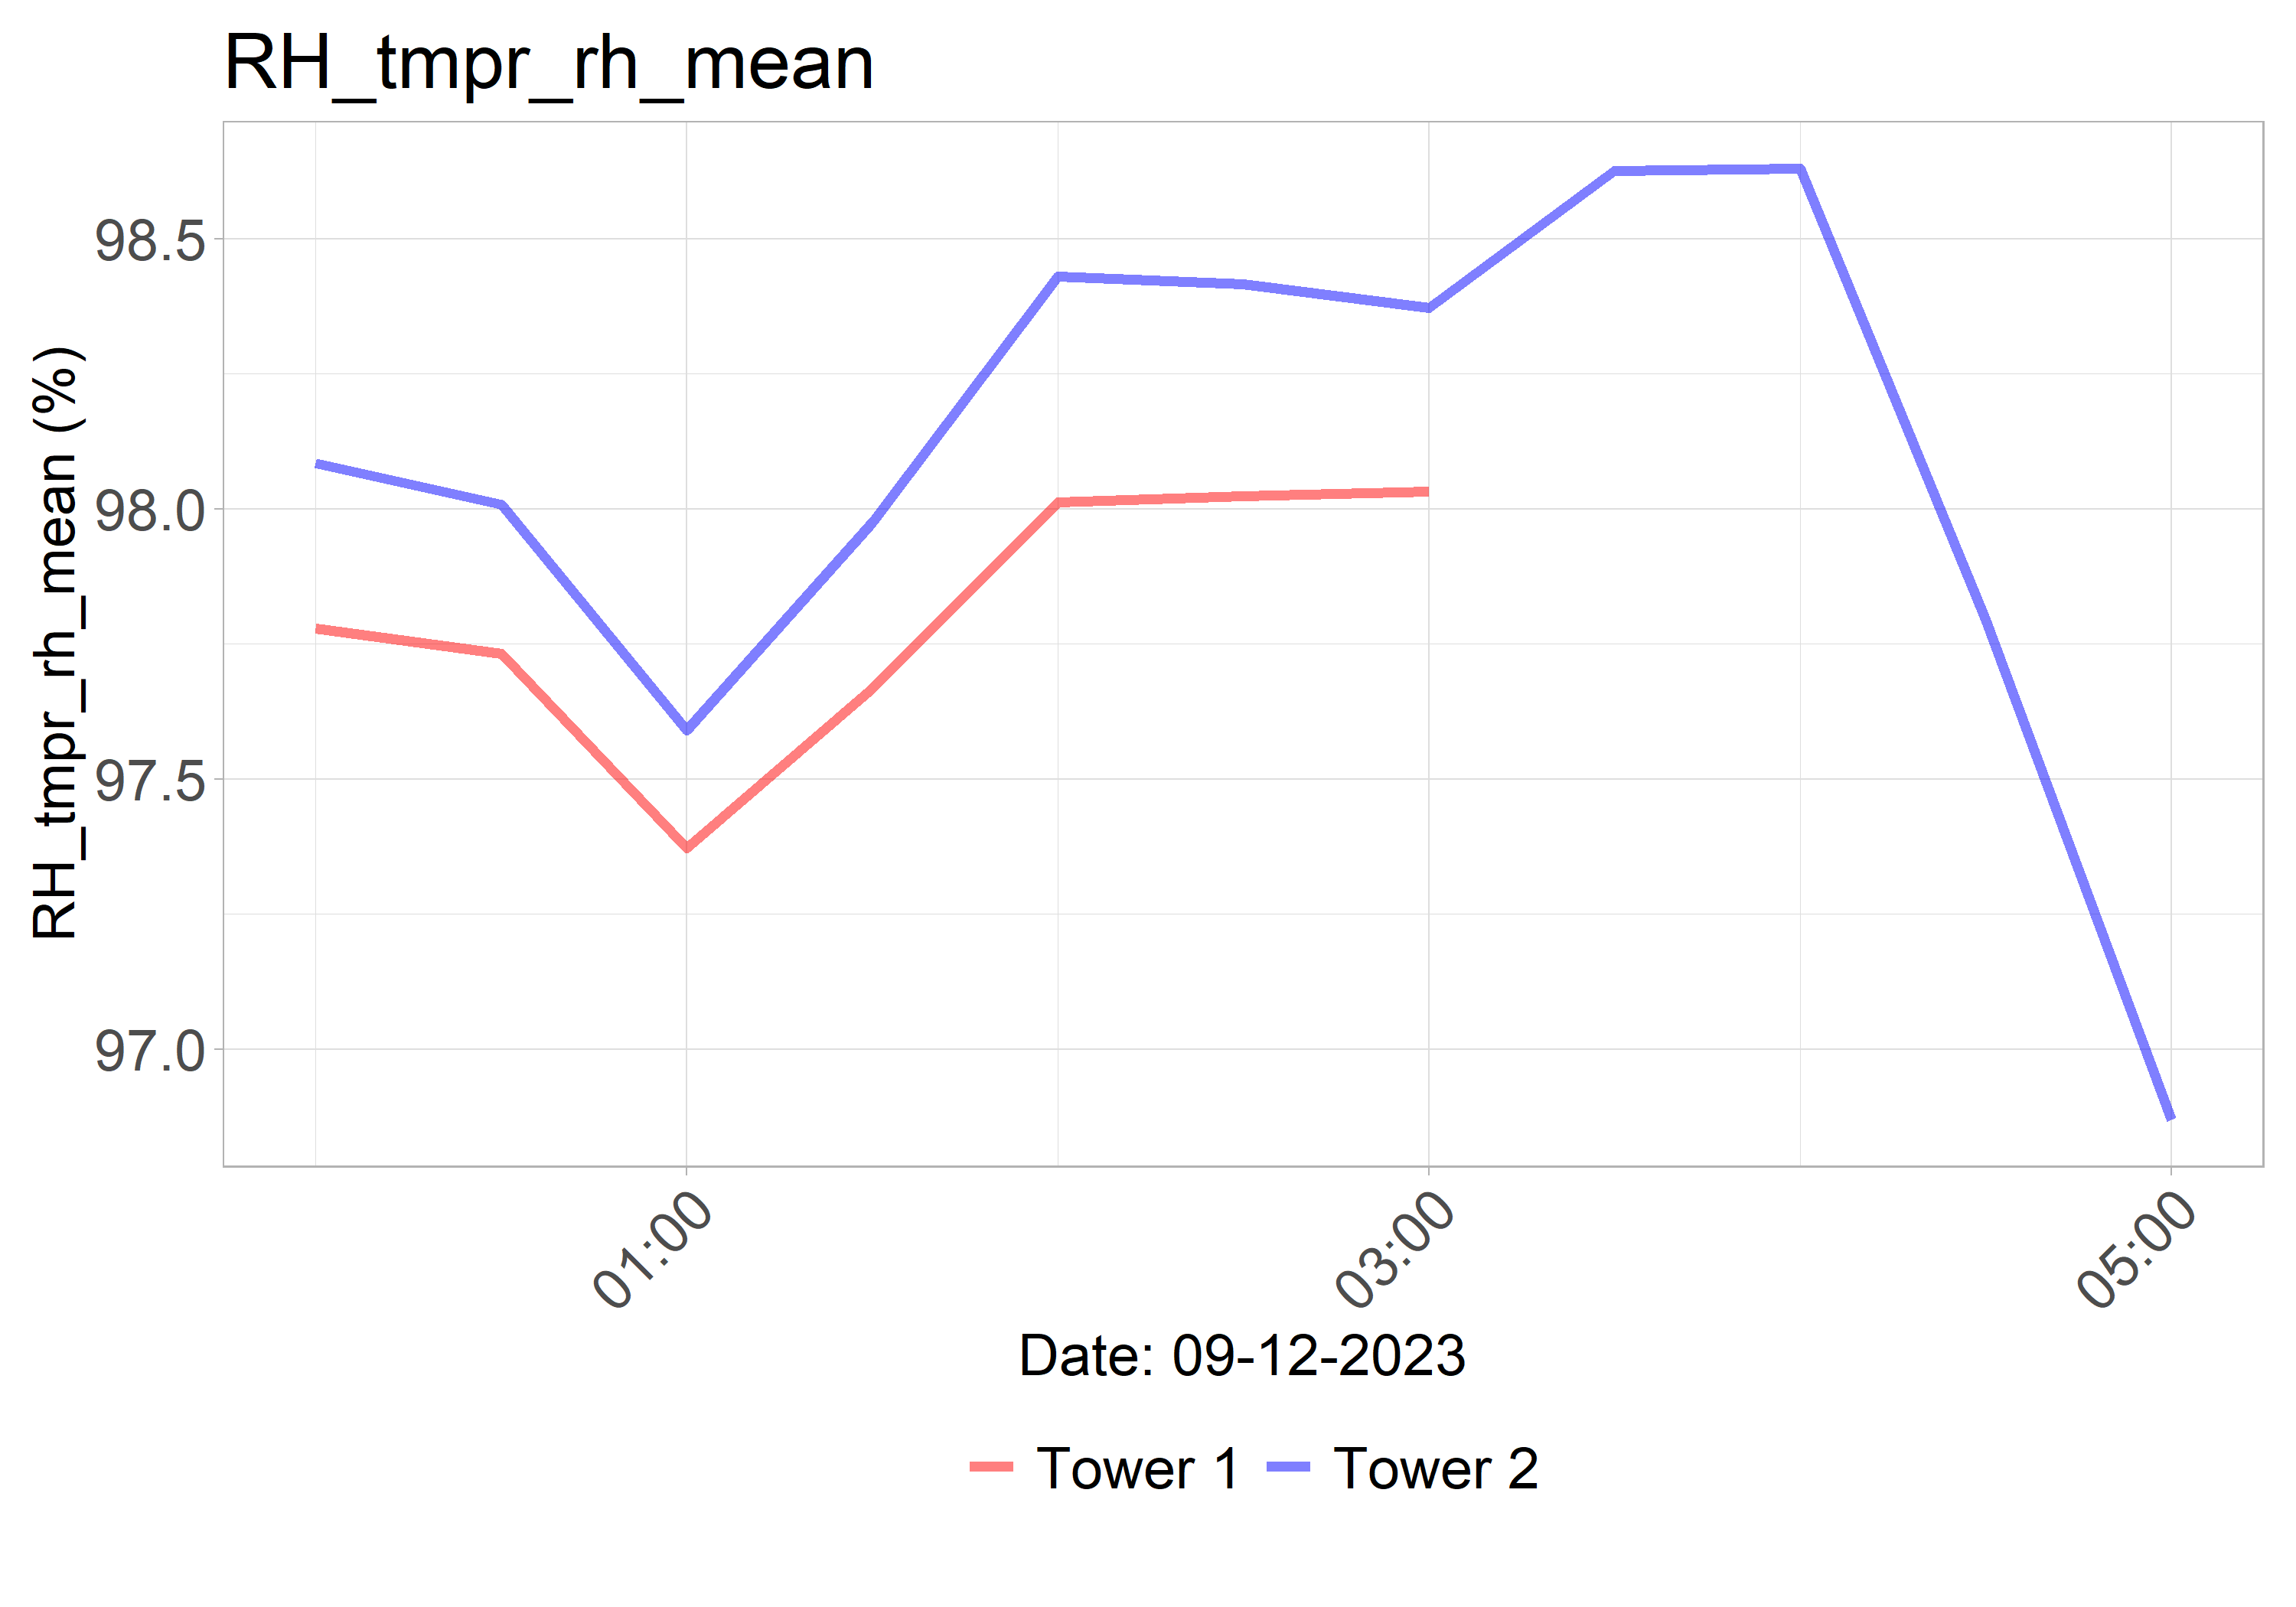 RH_tmpr_rh_mean
RH_tmpr_rh_mean (%)
98.5
98.0
97.5
97.0
01:00
03:00
05:00
Date: 09-12-2023
Tower 1
Tower 2